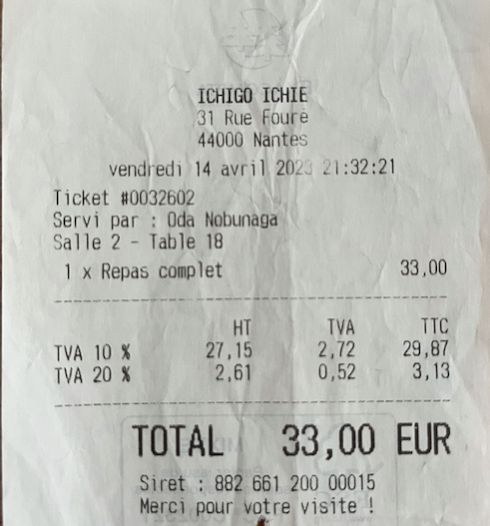 ICHIGO ICHIE
31 Rue Fouré
44000 Nantes
vendredi 14 avril 2023 21:32:21
Ticket #0032602
Servi par : Oda Nobunaga
Salle 2 - Table 18
1 x Repas complet 33,00
HT TVA TTC
TVA 10 % 27,15 2,72 29,87
TVA 20 % 2,61 0,52 3,13
TOTAL 33,00 EUR
Siret : 882 661 200 00015
Merci pour votre visite !